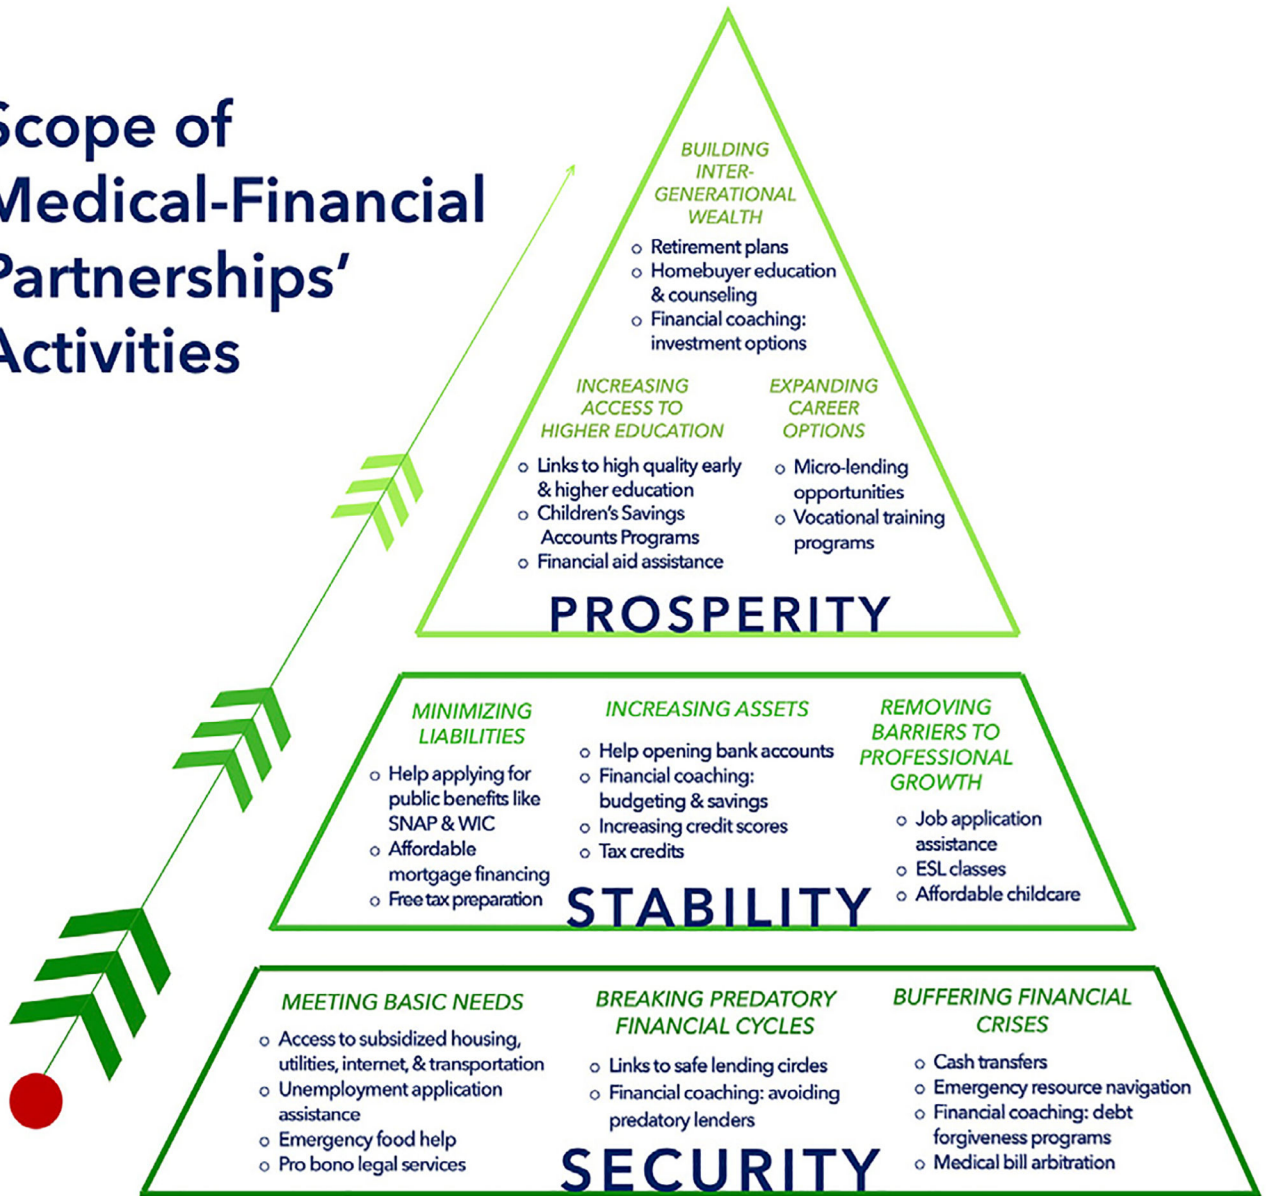 Scope of
Medical-Financial
Partnerships'
Activities
BUILDING
INTER-
GENERATIONAL
WEALTH
Retirement plans
Homebuyer education
& counseling
Financial coaching:
investment options
INCREASING
ACCESS TO
HIGHER EDUCATION
Links to high quality early
& higher education
Children's Savings
Accounts Programs
Financial aid assistance
EXPANDING
CAREER
OPTIONS
Micro-lending
opportunities
Vocational training
programs
PROSPERITY
MINIMIZING
LIABILITIES
Help applying for
public benefits like
SNAP & WIC
Affordable
mortgage financing
Free tax preparation
INCREASING ASSETS
Help opening bank accounts
Financial coaching:
budgeting & savings
Increasing credit scores
Tax credits
REMOVING
BARRIERS TO
PROFESSIONAL
GROWTH
Job application
assistance
ESL classes
Affordable childcare
STABILITY
MEETING BASIC NEEDS
Access to subsidized housing,
utilities, internet, & transportation
Unemployment application
assistance
Emergency food help
Pro bono legal services
BREAKING PREDATORY
FINANCIAL CYCLES
Links to safe lending circles
Financial coaching: avoiding
predatory lenders
BUFFERING FINANCIAL
CRISES
Cash transfers
Emergency resource navigation
Financial coaching: debt
forgiveness programs
Medical bill arbitration
SECURITY